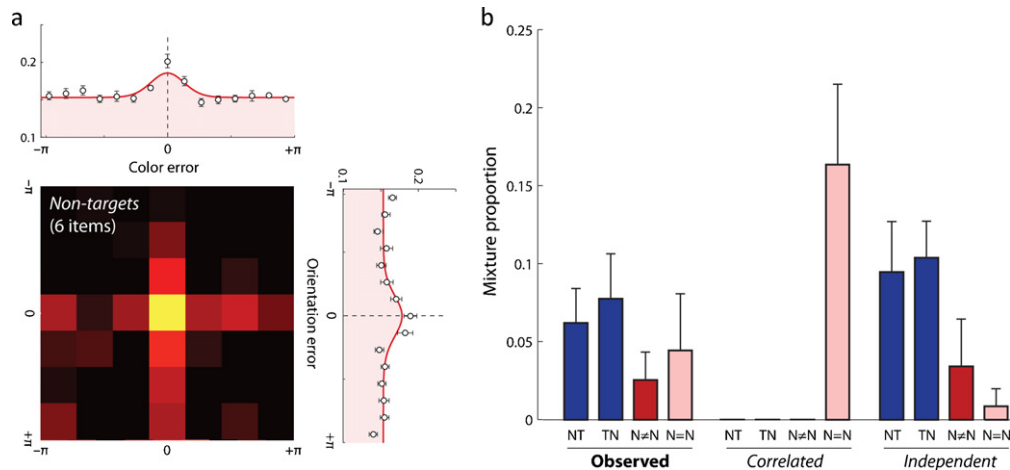 a
0.2
0.1
−π
0
+π
Color error
Non-targets
(6 items)
−π
0
+π
−π
0
+π
0.1
0.2
−π
0
+π
Orientation error
b
Mixture proportion
0.25
0.2
0.15
0.1
0.05
0
NT TN N≠N N=N NT TN N≠N N=N NT TN N≠N N=N
Observed Correlated Independent